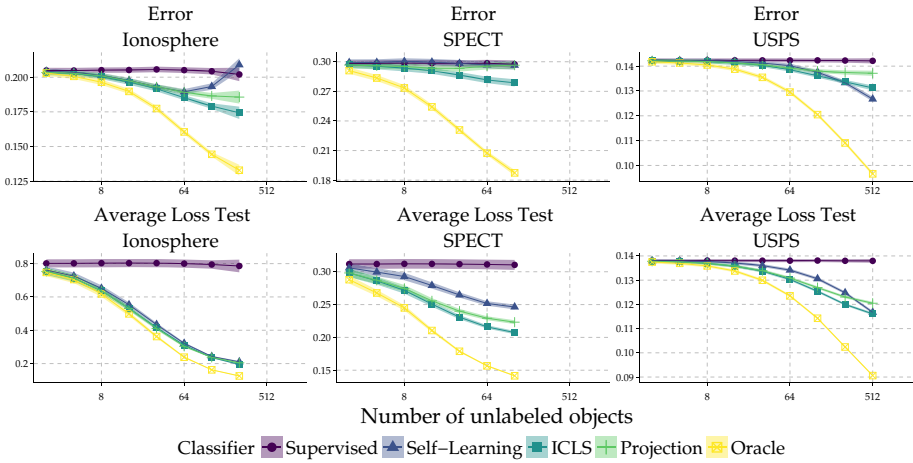 Error Error Error
Ionosphere SPECT USPS
0.200
0.175
0.150
0.125
8 64 512
0.30
0.26
0.22
0.18
8 64 512
0.14
0.13
0.12
0.11
0.10
8 64 512
Average Loss Test Average Loss Test Average Loss Test
Ionosphere SPECT USPS
0.8
0.6
0.4
0.2
8 64 512
0.30
0.25
0.20
0.15
8 64 512
0.14
0.13
0.12
0.11
0.10
0.09
8 64 512
Number of unlabeled objects
Classifier Supervised Self−Learning ICLS Projection Oracle